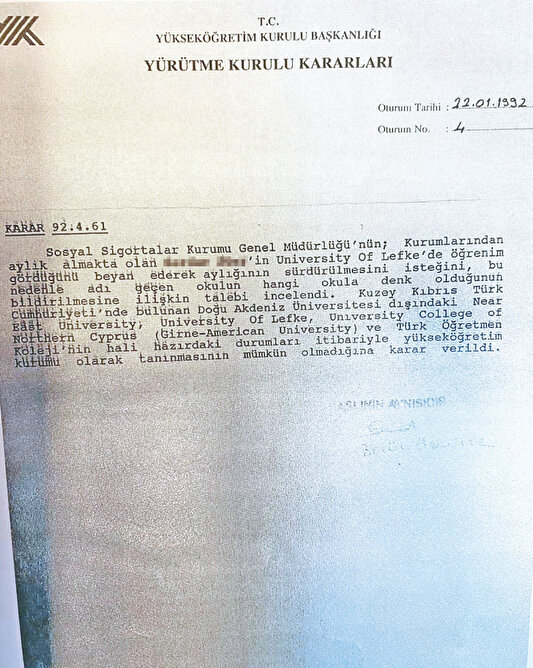 T.C.
YÜKSEKÖĞRETİM KURULU BAŞKANLIĞI
YÜRÜTME KURULU KARARLARI
Oturum Tarihi : 22.01.1992
Oturum No. : 4
KARAR 92.4.61
Sosyal Sigortalar Kurumu Genel Müdürlüğü'nün; Kurumlarından
aylık almakta olan 'in University Of Lefke'de öğrenim
gördüğünü beyan ederek aylığının sürdürülmesini isteğini, bu
nedenle adı geçen okulun hangi okula denk olduğunun
bildirilmesine ilişkin talebi incelendi. Kuzey Kıbrıs Türk
Cumhuriyeti'nde bulunan Doğu Akdeniz Üniversitesi dışındaki Near
East University, University Of Lefke, University College of
Northern Cyprus (Girne-American University) ve Türk Öğretmen
Koleji'nin hali hazırdaki durumları itibariyle yükseköğretim
kurumu olarak tanınmasının mümkün olmadığına karar verildi.
ASLININ AYNISIDIR